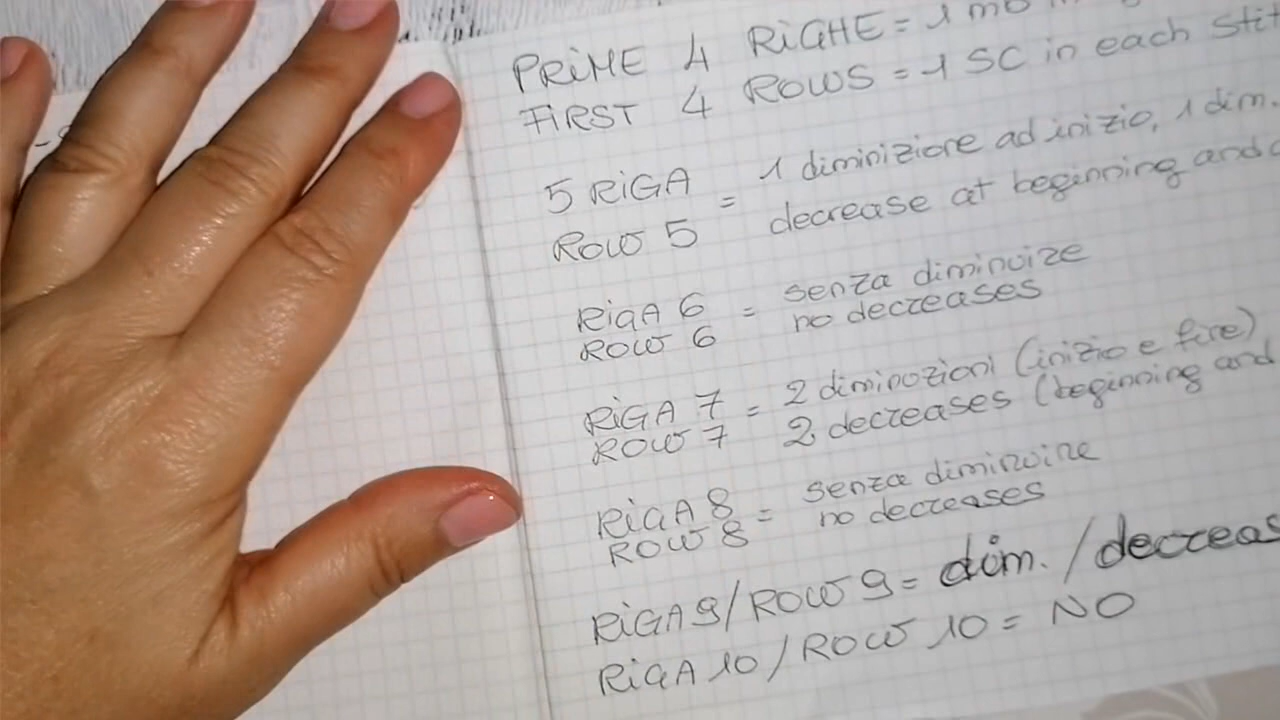 PRIME 4 RIGHE = 1 mb
FIRST 4 ROWS = 1 SC in each stit
5 RIGA = 1 diminizione ad inizio, 1 dim.
ROW 5 decrease at beginning and
RIGA 6 = senza diminuire
ROW 6 no decreases
RIGA 7 = 2 diminuzioni (inizio e fine)
ROW 7 2 decreases (beginning and
RIGA 8 = senza diminuire
ROW 8 no decreases
RIGA 9/ROW 9 = dim. / decreas
RIGA 10/ROW 10 = NO